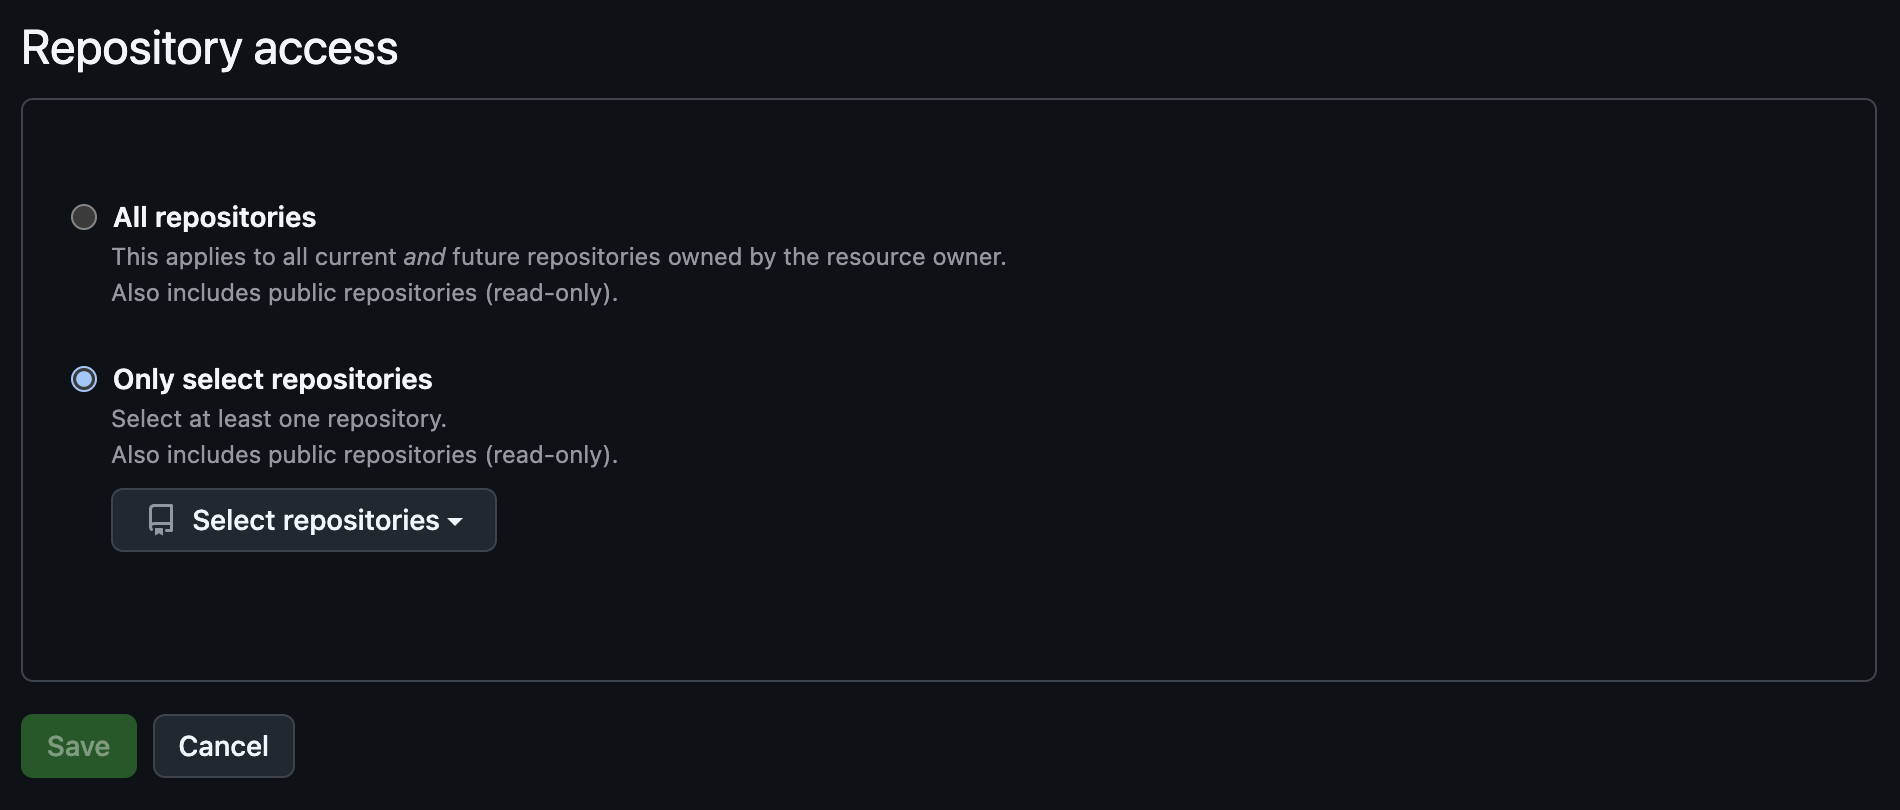 Repository access
All repositories
This applies to all current and future repositories owned by the resource owner.
Also includes public repositories (read-only).
Only select repositories
Select at least one repository.
Also includes public repositories (read-only).
Select repositories
Save
Cancel